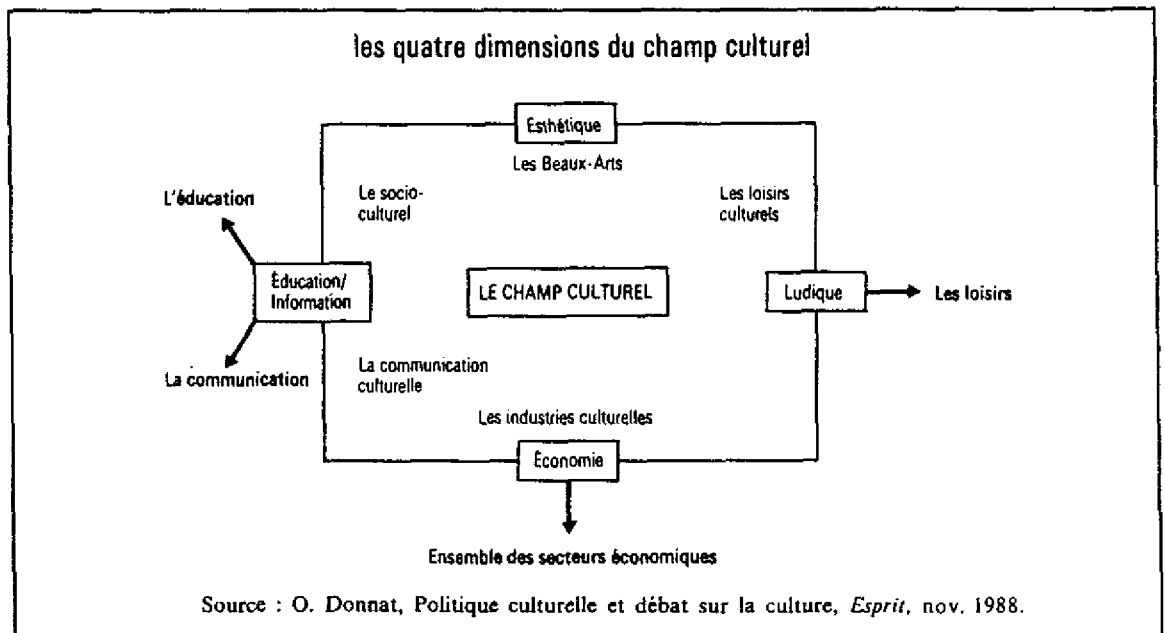 les quatre dimensions du champ culturel
Esthétique
Les Beaux-Arts
L'éducation
Le socio-
culturel
Les loisirs
culturels
Éducation/
Information
LE CHAMP CULTUREL
Ludique
Les loisirs
La communication
La communication
culturelle
Les industries culturelles
Économie
Ensemble des secteurs économiques
Source : O. Donnat, Politique culturelle et débat sur la culture, Esprit, nov. 1988.